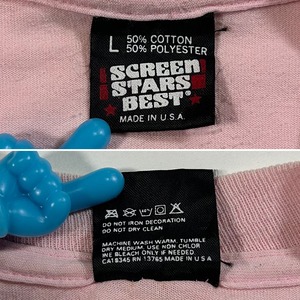 L 50% COTTON
50% POLYESTER
SCREEN
STARS
BEST
MADE IN U.S.A.
DO NOT IRON DECORATION
DO NOT DRY CLEAN
MACHINE WASH WARM, TUMBLE
DRY MEDIUM, USE NON CHLOR
INE BLEACH ONLY IF NEEDED
CA18345 RN 13765 MADE IN USA